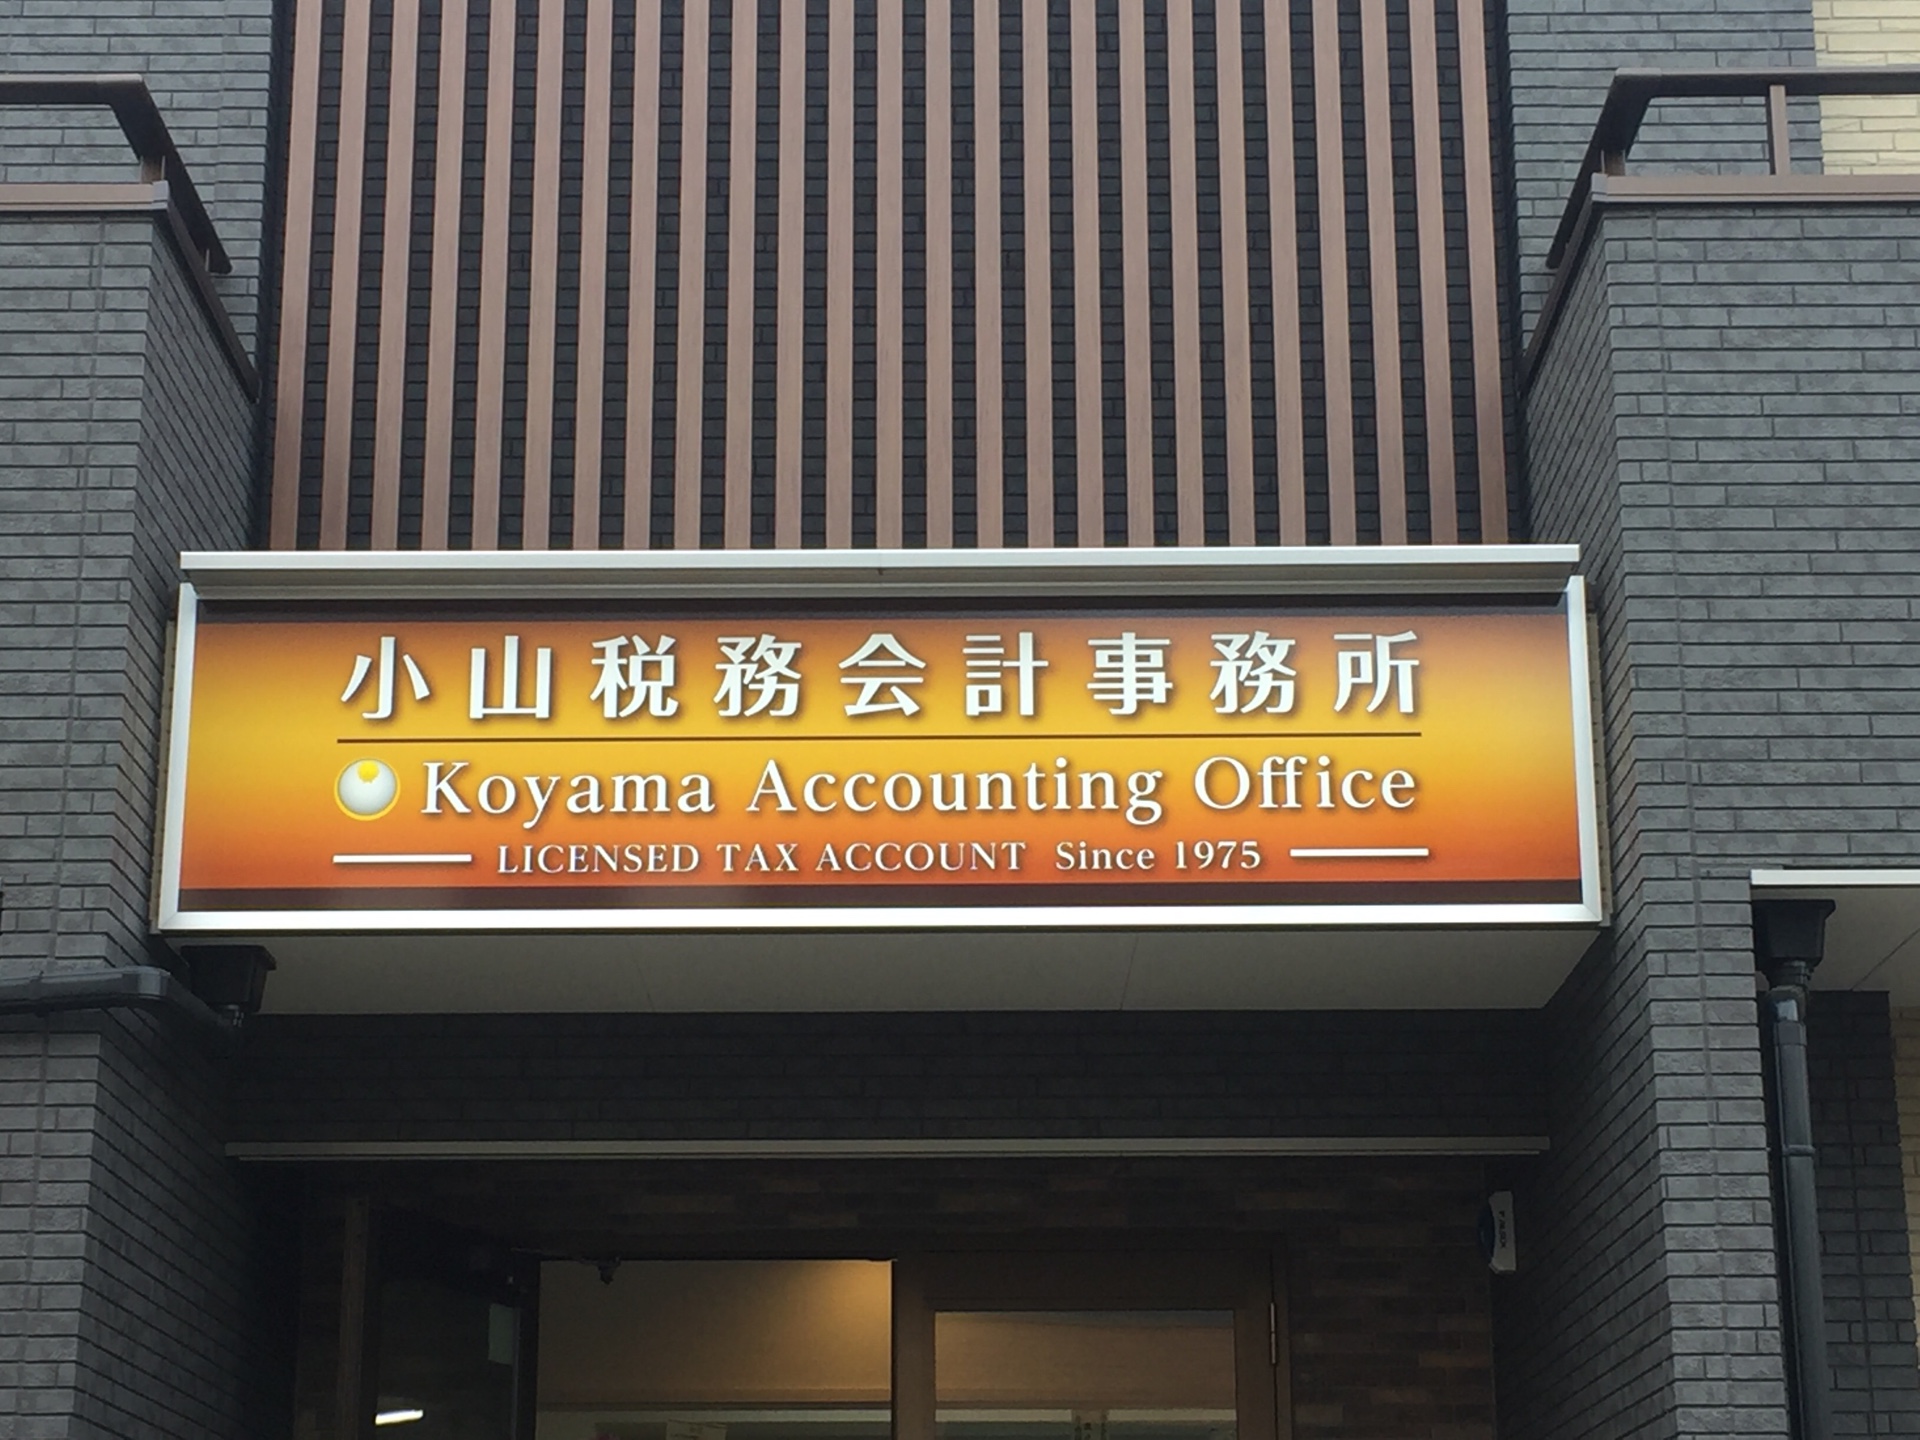 小山税務会計事務所
Koyama Accounting Office
LICENSED TAX ACCOUNT Since 1975